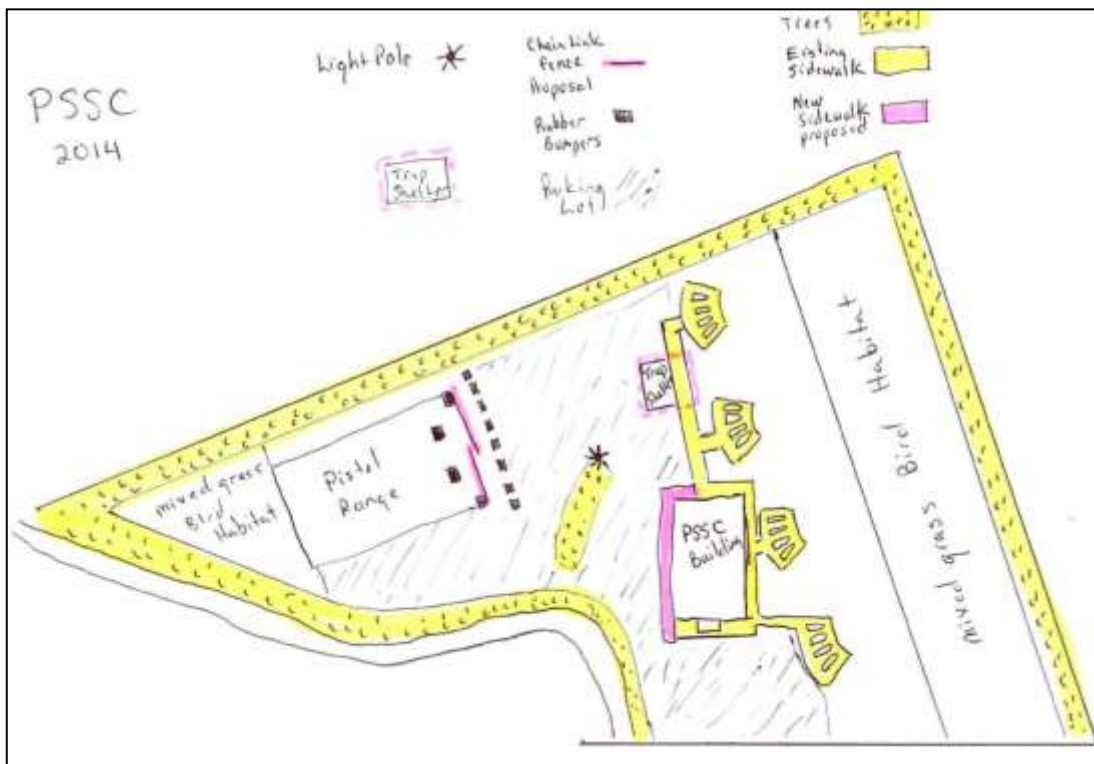 PSSC
2014
Light Pole
Trap
Shelter
Chain Link
Fence
Proposal
Rubber
Bumpers
Parking
Lot
Trees
Existing
Sidewalk
New
Sidewalk
proposed
mixed grass
Bird
Habitat
Pistol
Range
Trap
PSSC
Building
Mixed grass Bird Habitat